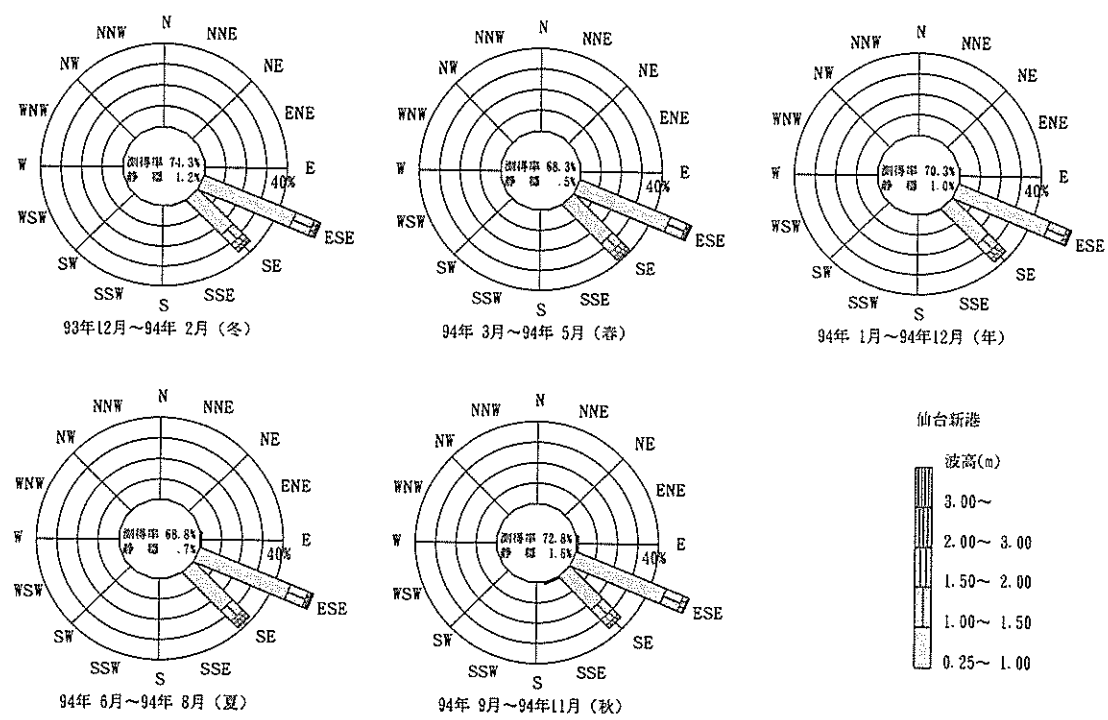 N
NNW NNE
NW NE
WNW ENE
W E
測得率 74.3%
静 穏 1.2%
40%
WSW ESE
SW SE
SSW SSE
S
93年12月～94年 2月 (冬)
N
NNW NNE
NW NE
WNW ENE
W E
測得率 68.3%
静 穏 .5%
40%
WSW ESE
SW SE
SSW SSE
S
94年 3月～94年 5月 (春)
N
NNW NNE
NW NE
WNW ENE
W E
測得率 70.3%
静 穏 1.0%
40%
WSW ESE
SW SE
SSW SSE
S
94年 1月～94年12月 (年)
N
NNW NNE
NW NE
WNW ENE
W E
測得率 68.8%
静 穏 .7%
40%
WSW ESE
SW SE
SSW SSE
S
94年 6月～94年 8月 (夏)
N
NNW NNE
NW NE
WNW ENE
W E
測得率 72.8%
静 穏 1.6%
40%
WSW ESE
SW SE
SSW SSE
S
94年 9月～94年11月 (秋)
仙台新港
波高(m)
3.00～
2.00～ 3.00
1.50～ 2.00
1.00～ 1.50
0.25～ 1.00